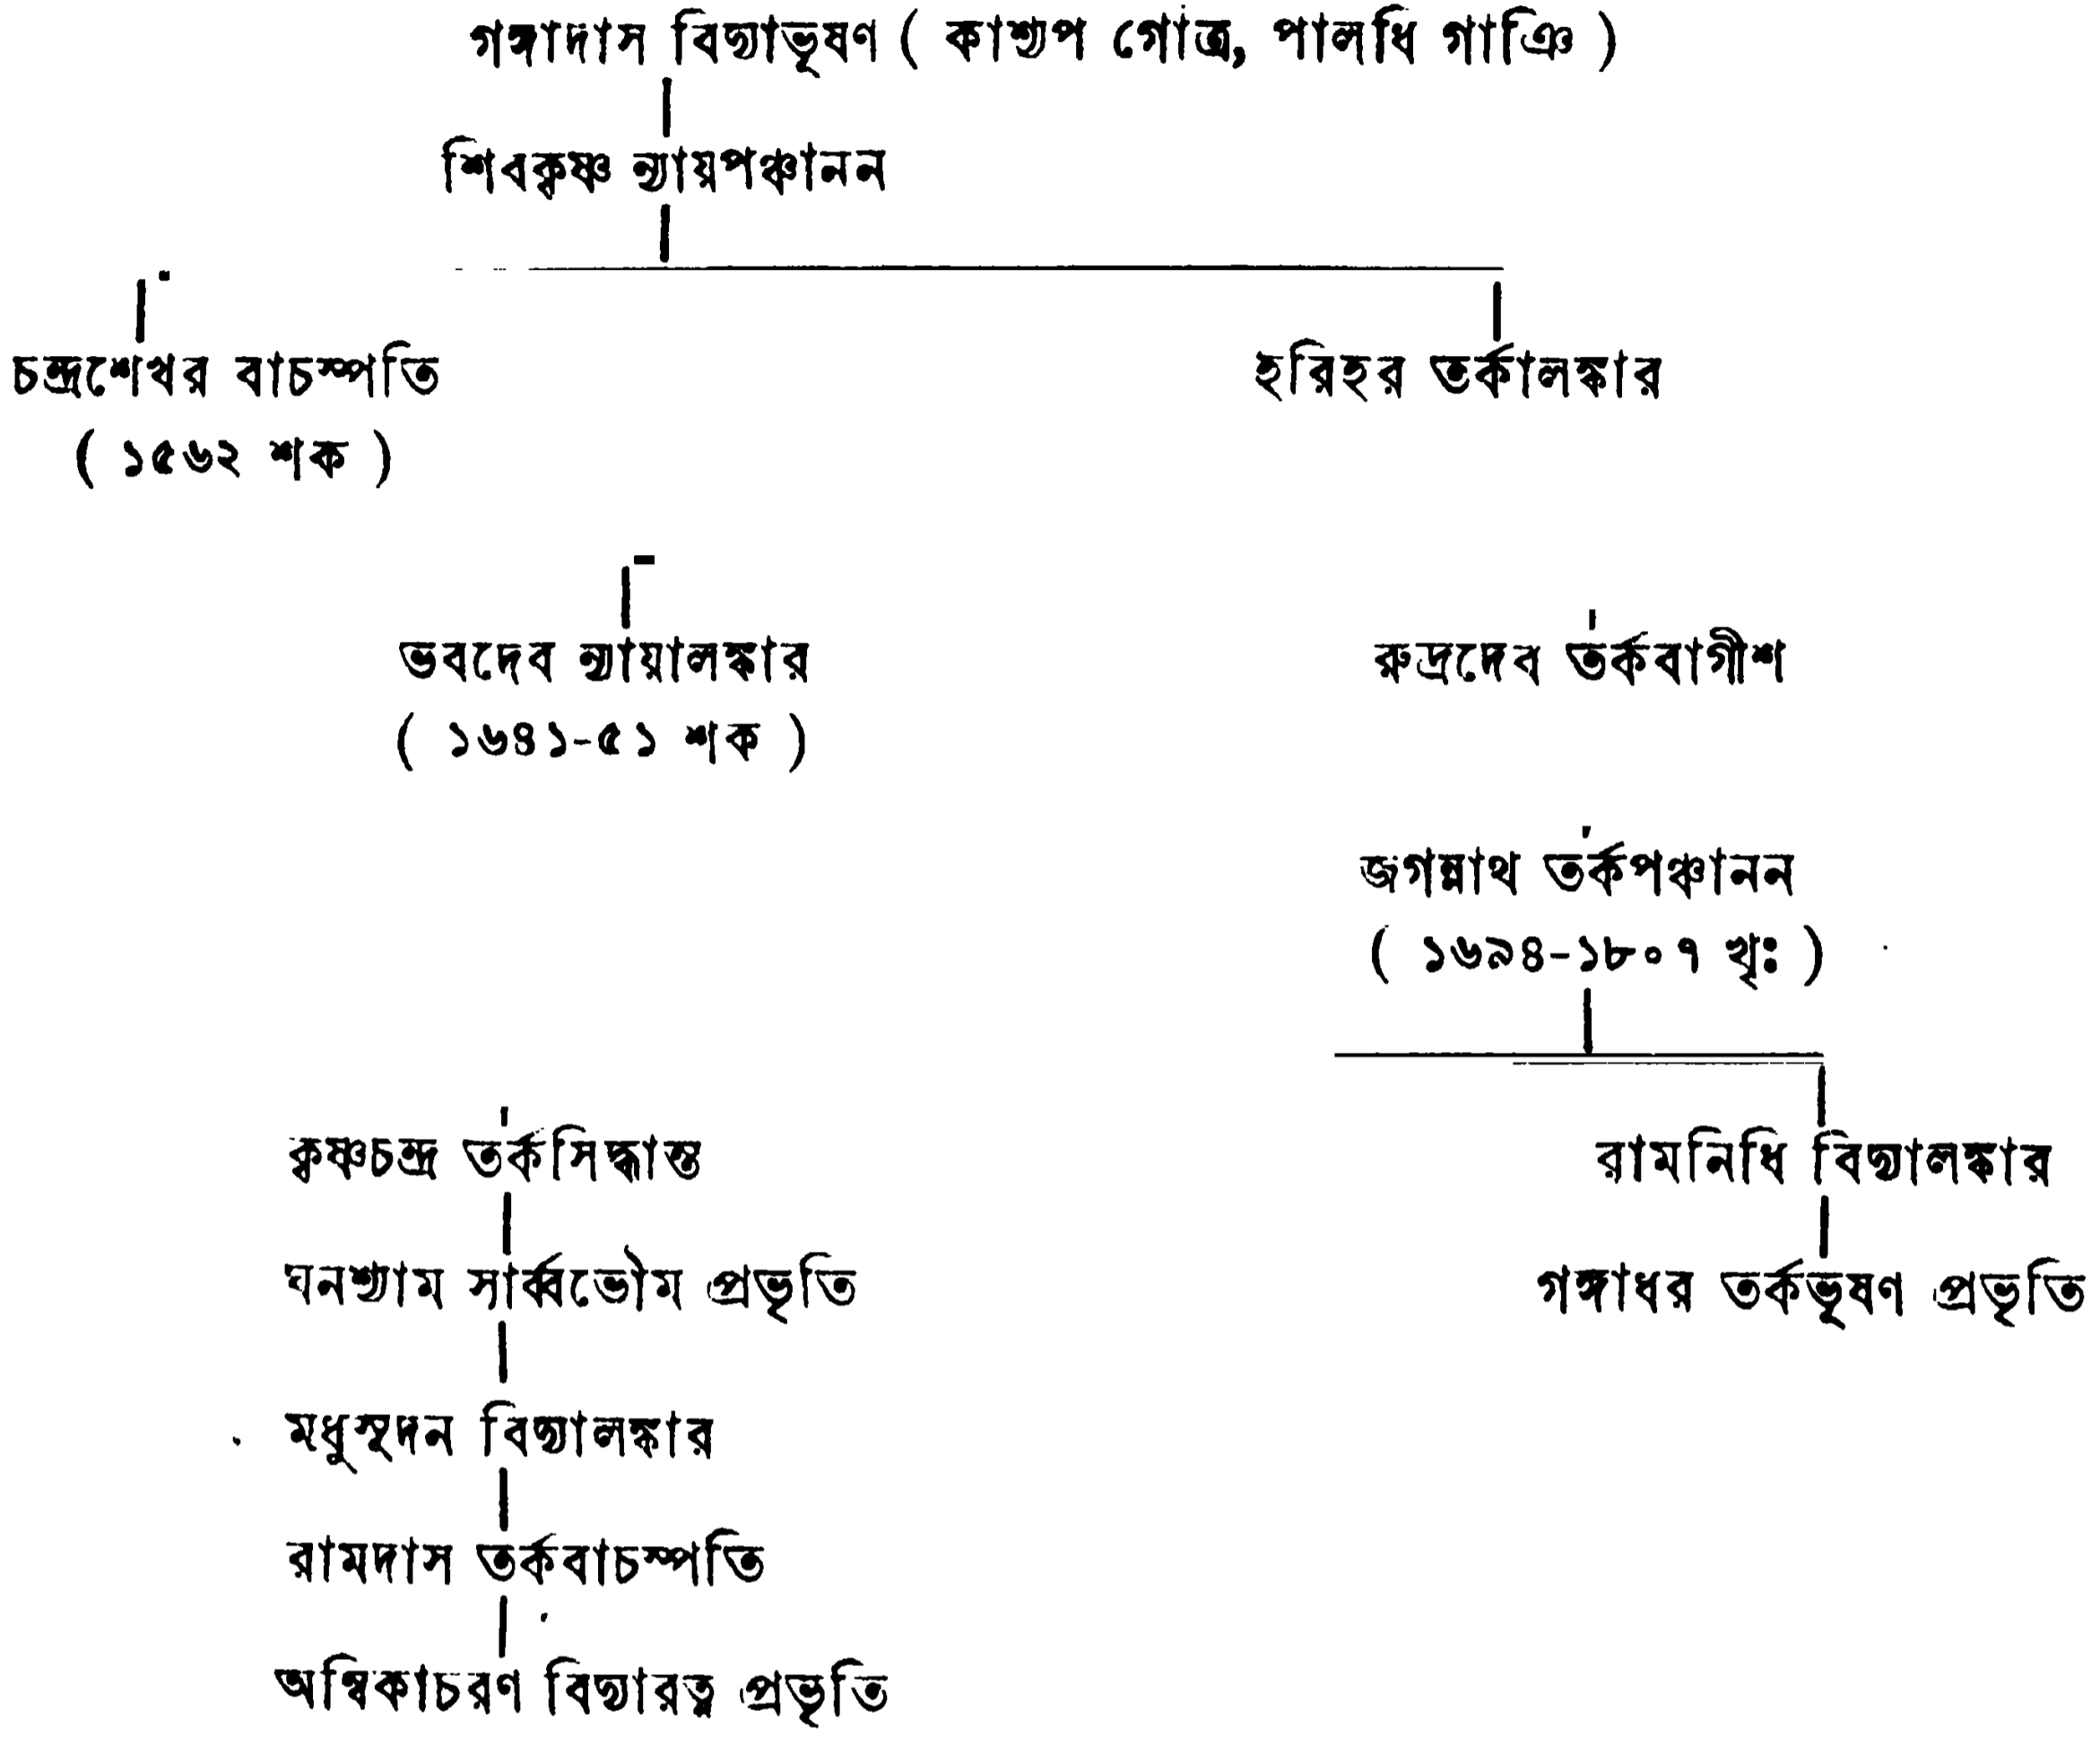 গঙ্গাদাস বিদ্যাভূষণ ( কাশ্যপ গোত্র, পালধি গাঞি )
শিবকৃষ্ণ ন্যায়পঞ্চানন
চন্দ্রশেখর বাচস্পতি
( ১৫৬২ শক )
হরিহর তর্কালঙ্কার
ভবদেব ন্যায়ালঙ্কার
( ১৬৪১-৫১ শক )
রুদ্রদেব তর্কবাগীশ
জগন্নাথ তর্কপঞ্চানন
( ১৬৯৪-১৮০৭ খৃঃ )
কৃষ্ণচন্দ্র তর্কসিদ্ধান্ত
রামনিধি বিদ্যালঙ্কার
ঘনশ্যাম সার্ব্বভৌম প্রভৃতি
গঙ্গাধর তর্কভূষণ প্রভৃতি
মধুসূদন বিদ্যালঙ্কার
রামদাস তর্কবাচস্পতি
অম্বিকাচরণ বিদ্যারত্ন প্রভৃতি